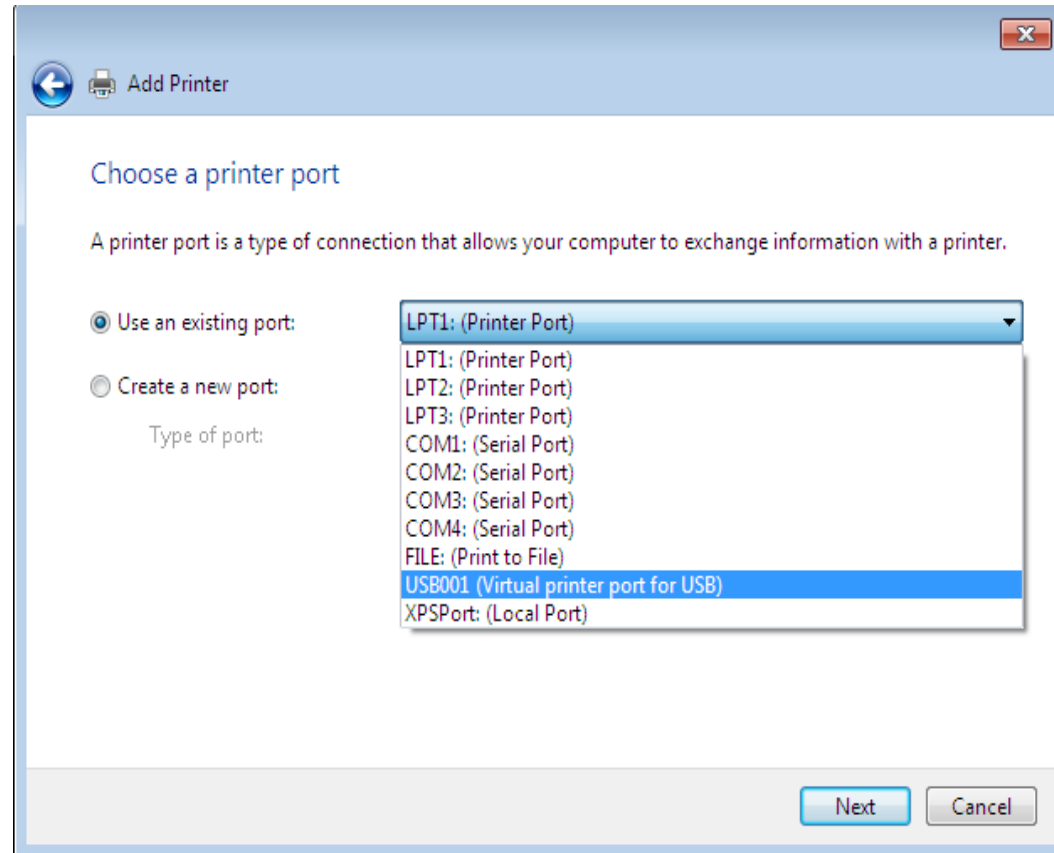 Add Printer
Choose a printer port
A printer port is a type of connection that allows your computer to exchange information with a printer.
Use an existing port: LPT1: (Printer Port)
LPT1: (Printer Port)
Create a new port: LPT2: (Printer Port)
LPT3: (Printer Port)
Type of port: COM1: (Serial Port)
COM2: (Serial Port)
COM3: (Serial Port)
COM4: (Serial Port)
FILE: (Print to File)
USB001 (Virtual printer port for USB)
XPSPort: (Local Port)
Next Cancel